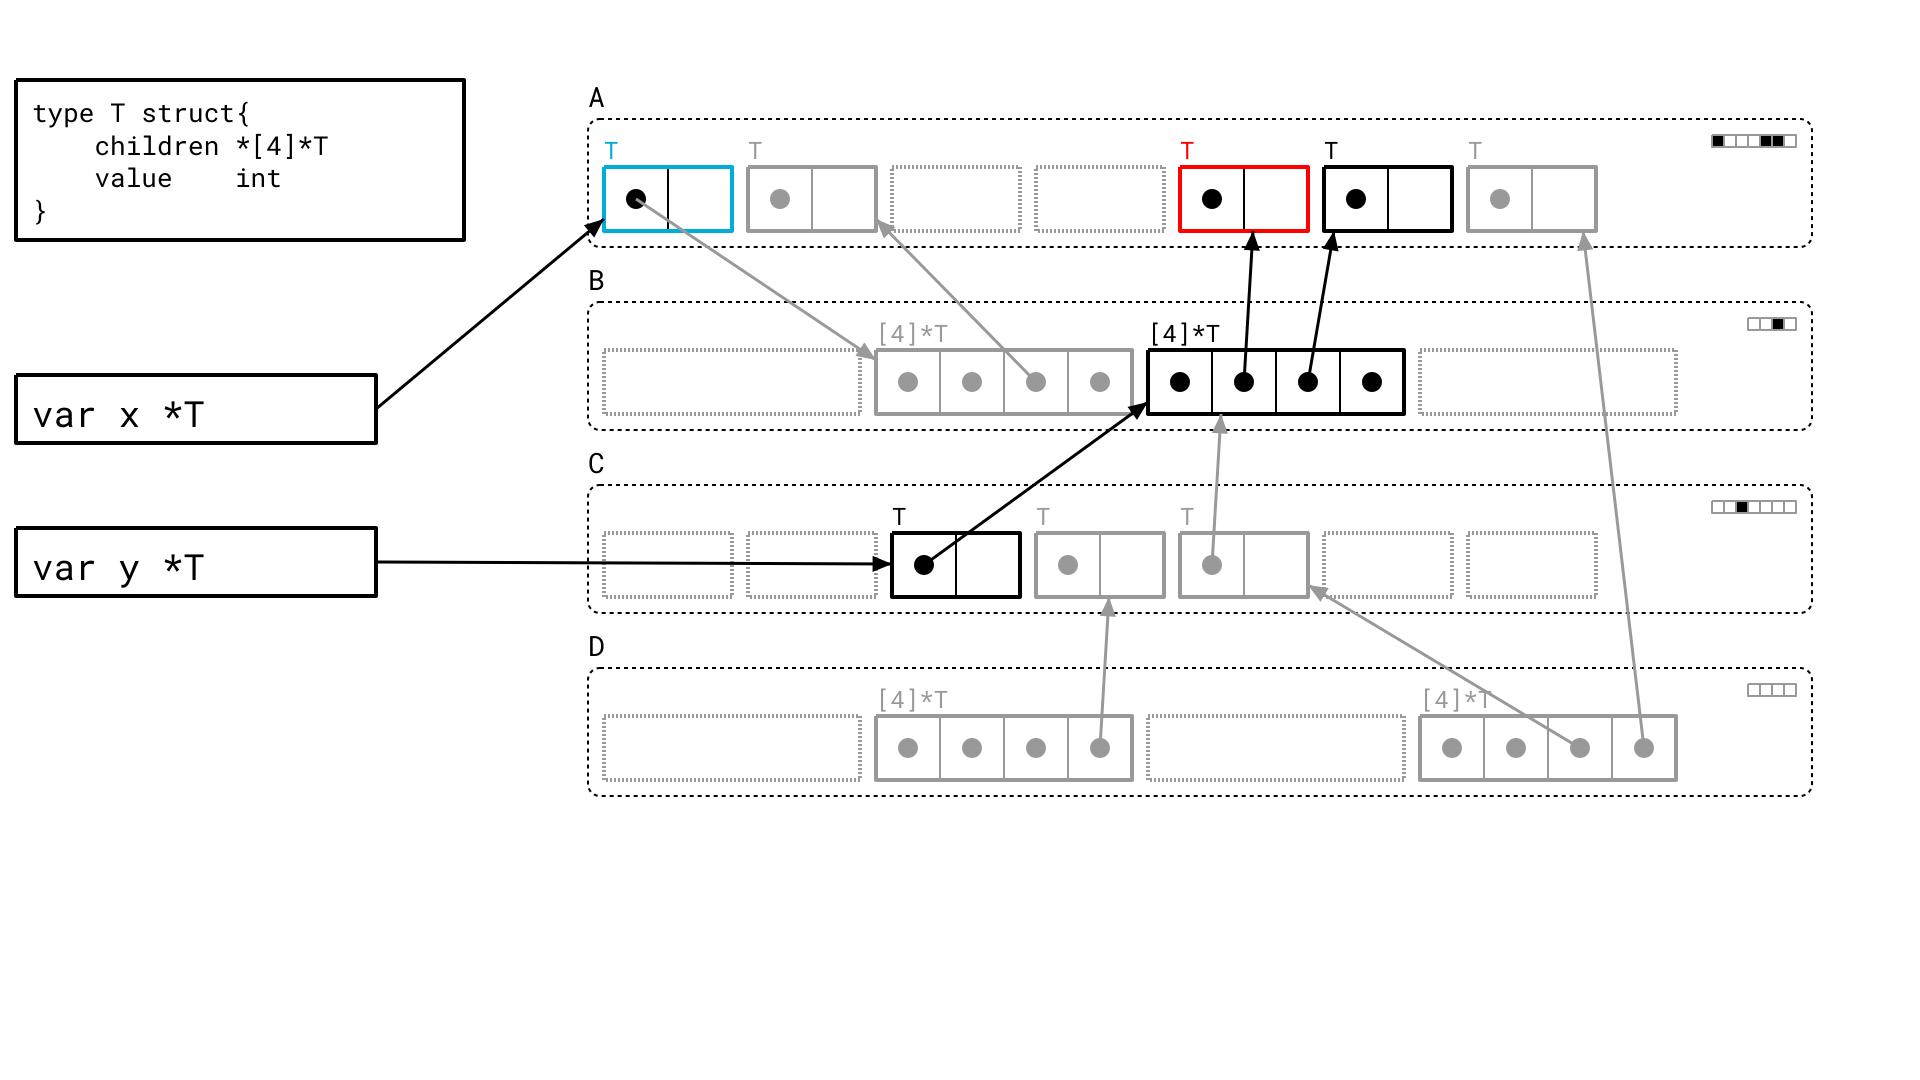 type T struct{
    children *[4]*T
    value    int
}
var x *T
var y *T
A
T T T T T
B
[4]*T [4]*T
C
T T T
D
[4]*T [4]*T